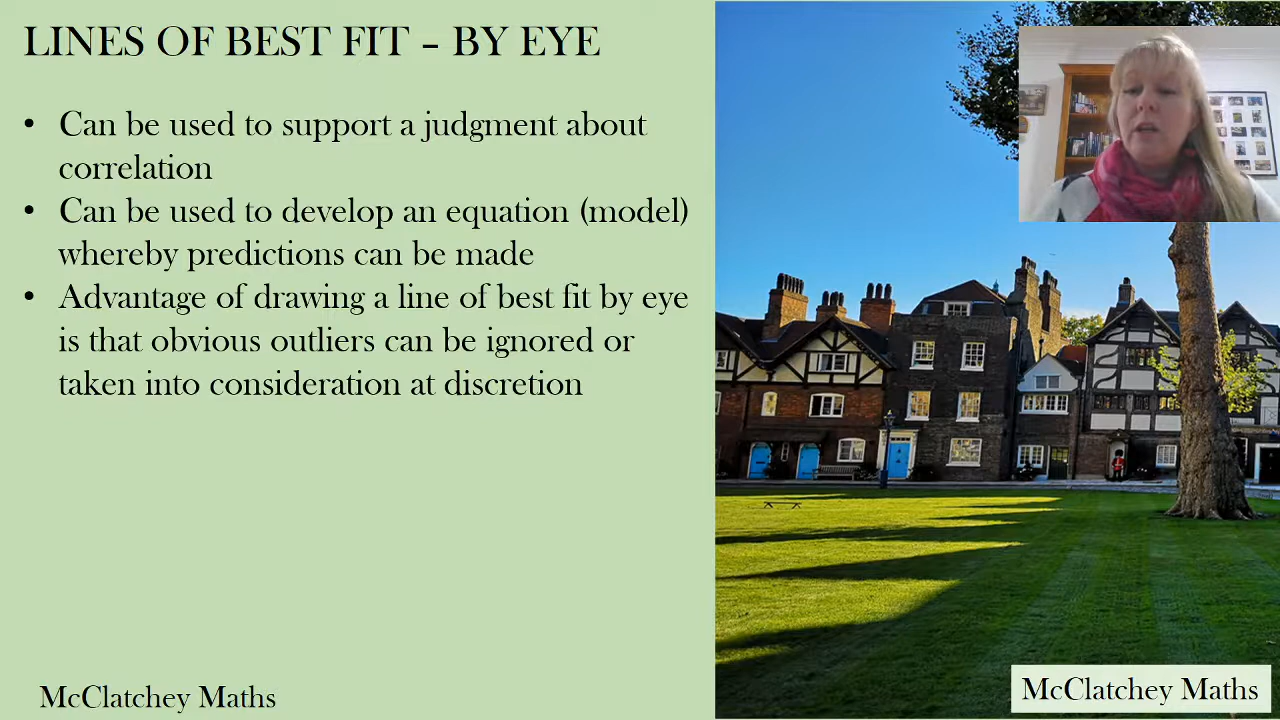 LINES OF BEST FIT – BY EYE
• Can be used to support a judgment about
correlation
• Can be used to develop an equation (model)
whereby predictions can be made
• Advantage of drawing a line of best fit by eye
is that obvious outliers can be ignored or
taken into consideration at discretion
McClatchey Maths
McClatchey Maths